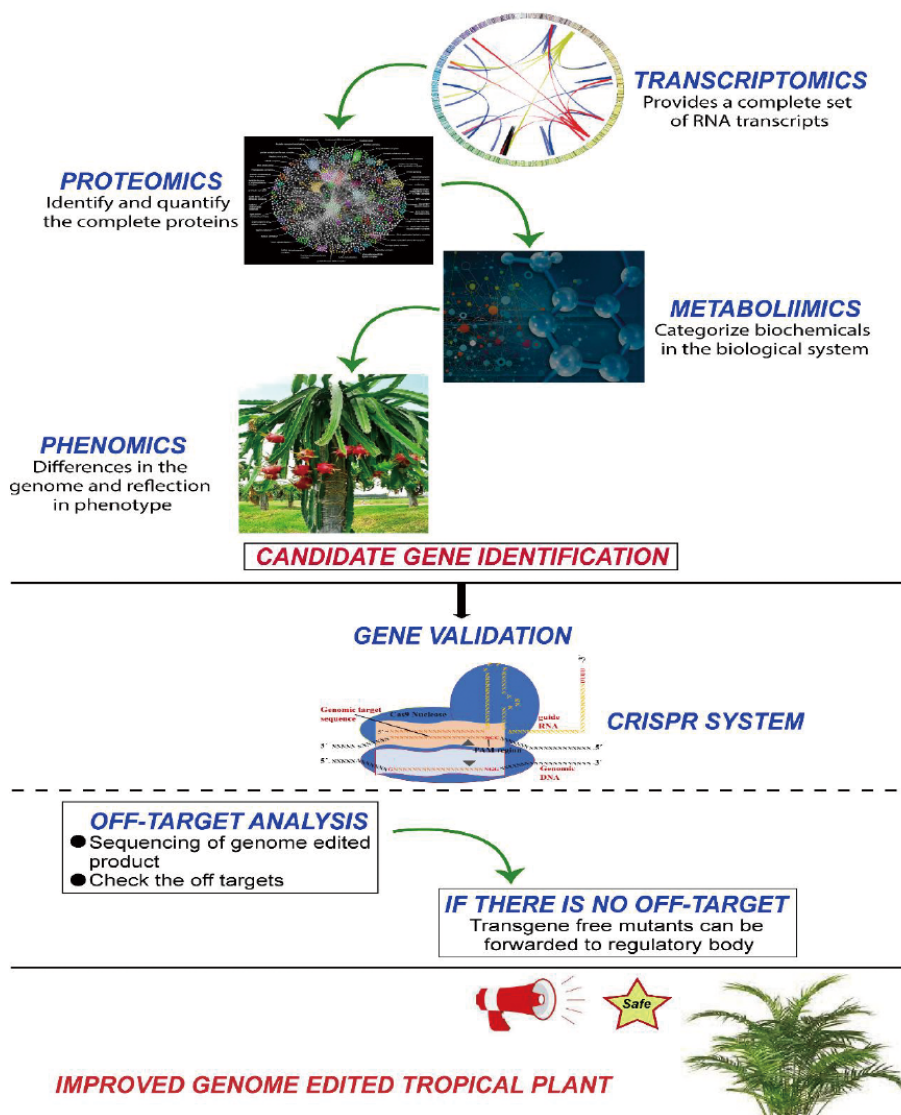 TRANSCRIPTOMICS
Provides a complete set
of RNA transcripts
PROTEOMICS
Identify and quantify
the complete proteins
METABOLIIMICS
Categorize biochemicals
in the biological system
PHENOMICS
Differences in the
genome and reflection
in phenotype
CANDIDATE GENE IDENTIFICATION
GENE VALIDATION
Cas9 Nuclease
Genomic target
sequence
guide
RNA
PAM region
Genomic
DNA
5'
3'
CRISPR SYSTEM
OFF-TARGET ANALYSIS
● Sequencing of genome edited
product
● Check the off targets
IF THERE IS NO OFF-TARGET
Transgene free mutants can be
forwarded to regulatory body
Safe
IMPROVED GENOME EDITED TROPICAL PLANT